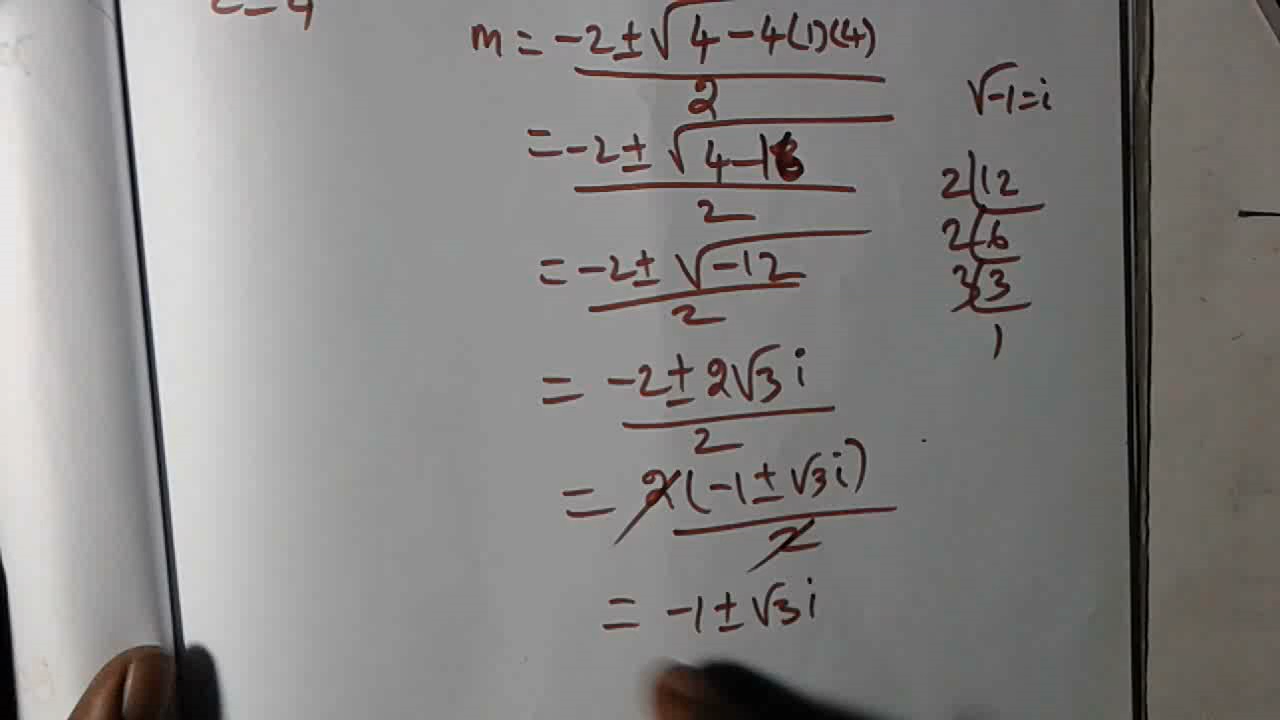 m = -2 ± √4 - 4(1)(4)
2
= -2 ± √4 - 16
2
= -2 ± √-12
2
= -2 ± 2√3 i
2
= 2(-1 ± √3 i)
2
= -1 ± √3 i
√-1 = i
2|12
2|6
3|3
1